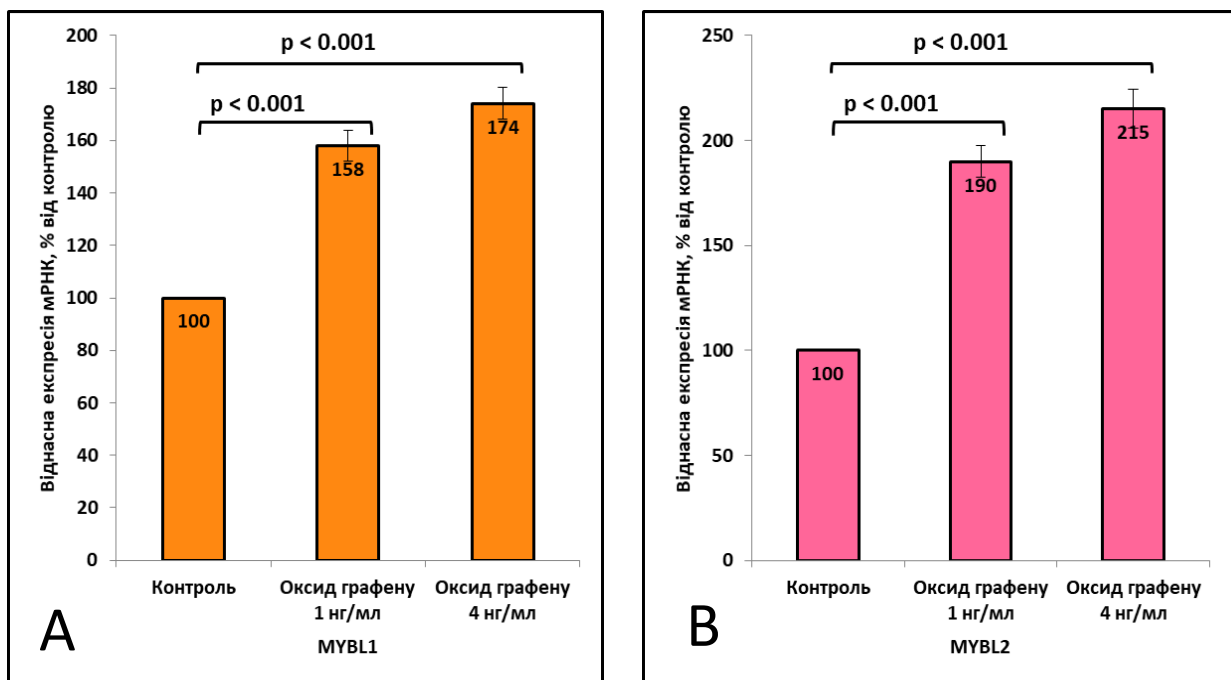 200
180
160
140
120
100
80
60
40
20
0
Віднасна експресія мРНК, % від контролю
p < 0.001
p < 0.001
100
158
174
Контроль
Оксид графену
1 нг/мл
Оксид графену
4 нг/мл
MYBL1
A
250
200
150
100
50
0
Віднасна експресія мРНК, % від контролю
p < 0.001
p < 0.001
100
190
215
Контроль
Оксид графену
1 нг/мл
Оксид графену
4 нг/мл
MYBL2
B